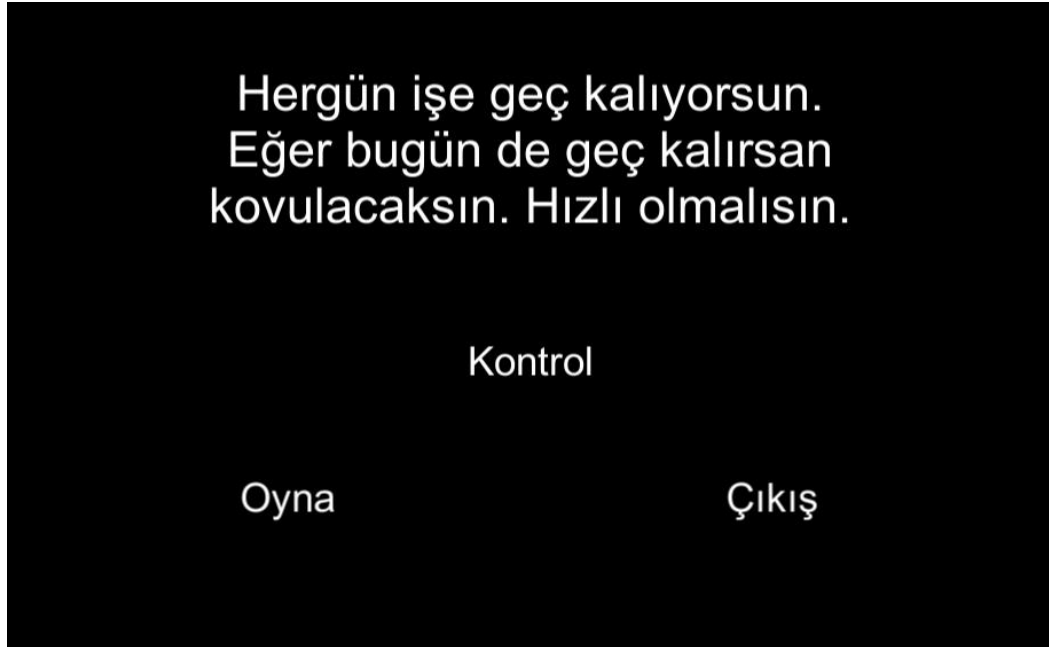 Hergün işe geç kalıyorsun.
Eğer bugün de geç kalırsan
kovulacaksın. Hızlı olmalısın.
Kontrol
Oyna
Çıkış